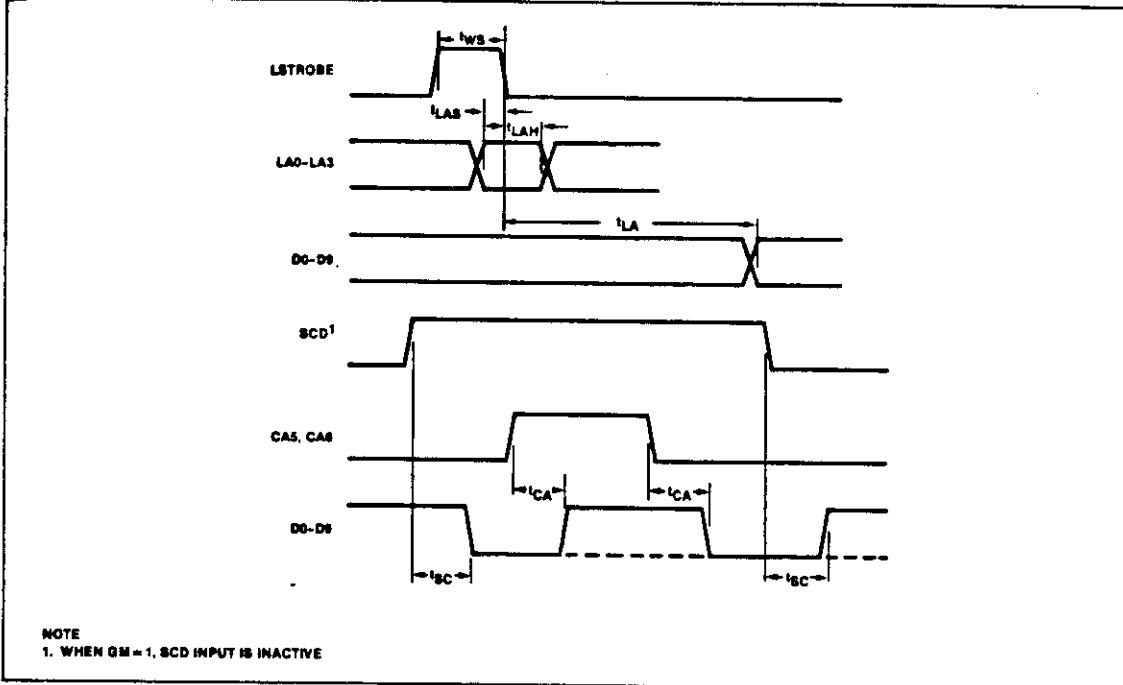 tWS
LSTROBE
tLAS
tLAH
LA0-LA3
tLA
D0-D9
SCD1
CA5, CA6
tCA
tCA
D0-D9
tSC
tSC
NOTE
1. WHEN GM = 1, SCD INPUT IS INACTIVE